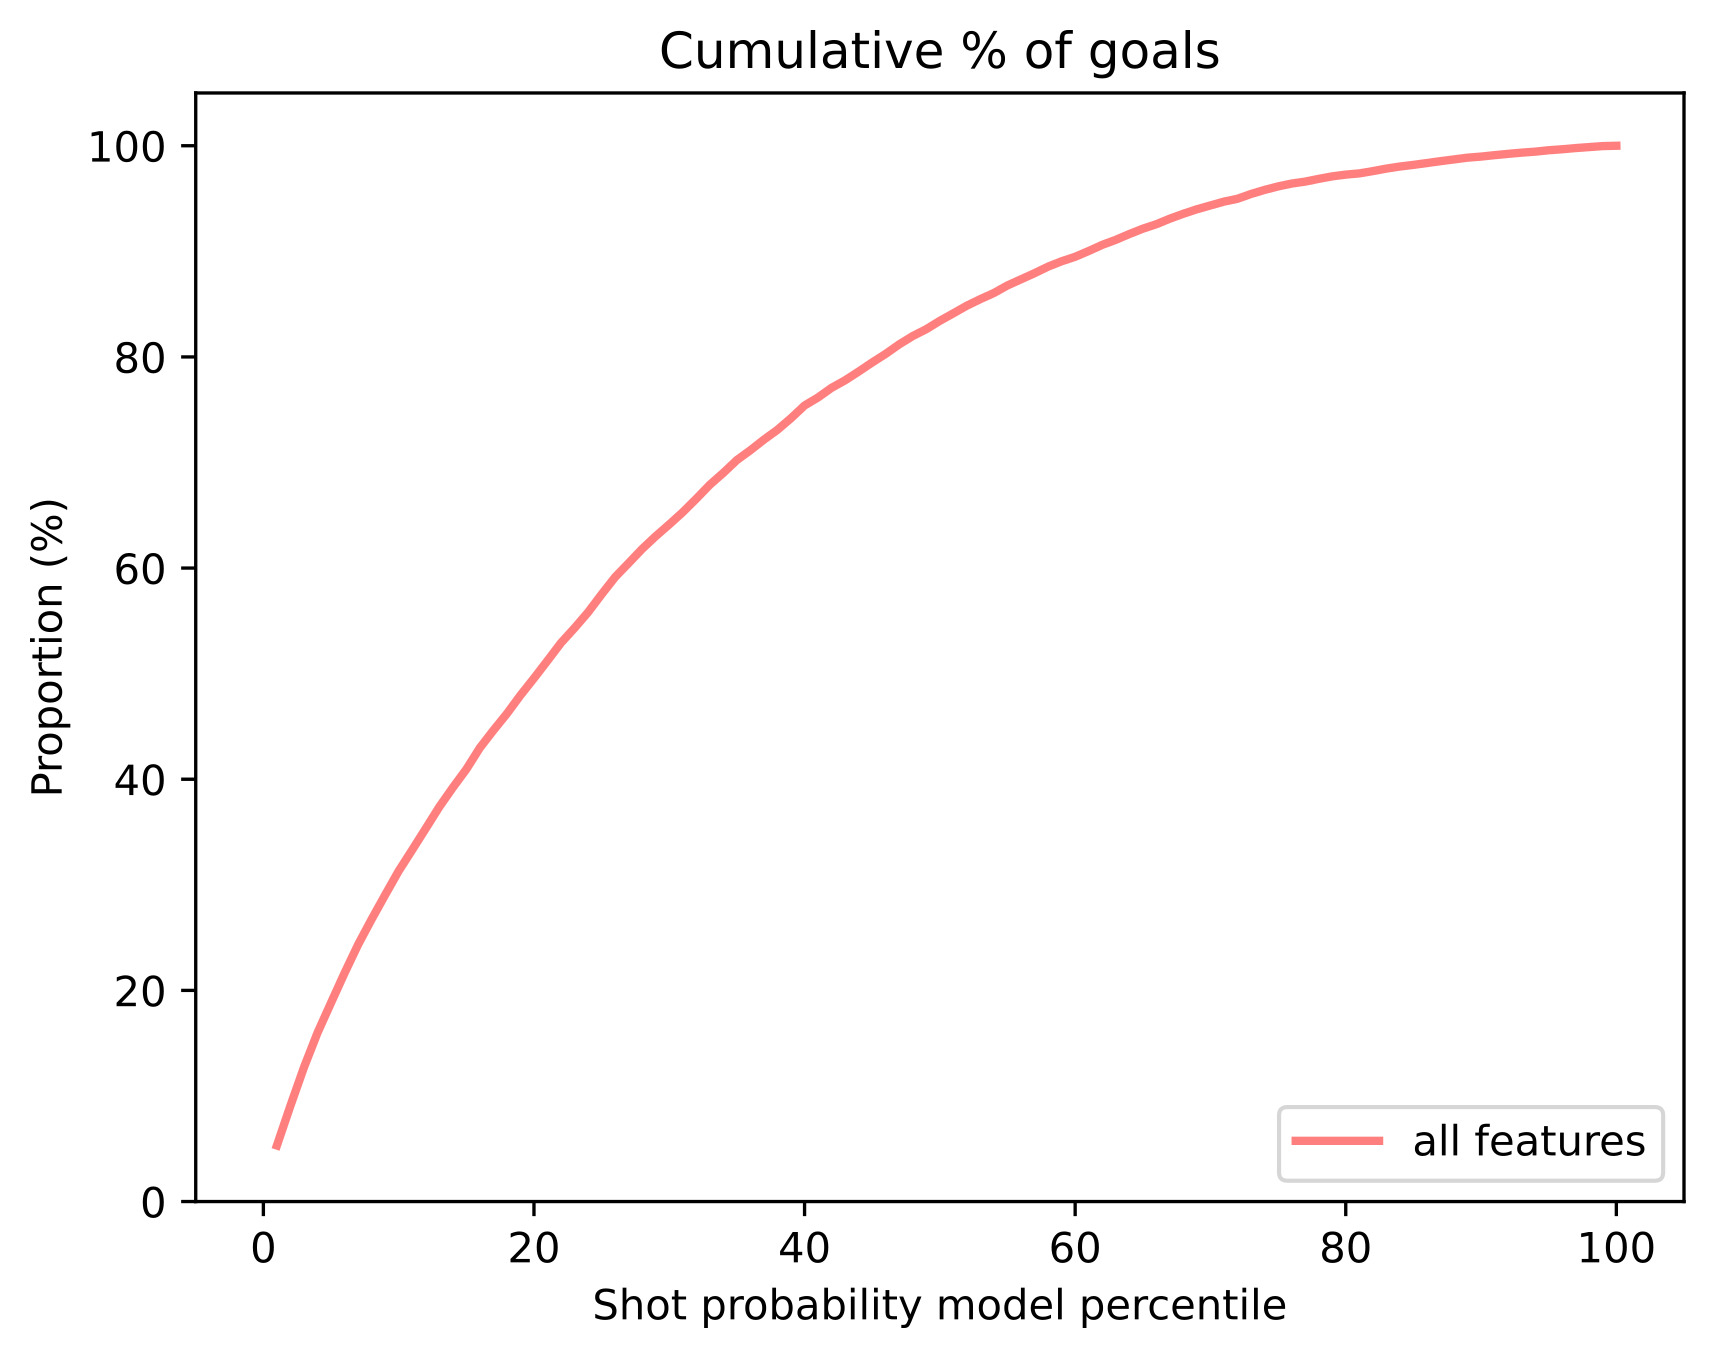 Cumulative % of goals
Proportion (%)
100
80
60
40
20
0
all features
0 20 40 60 80 100
Shot probability model percentile